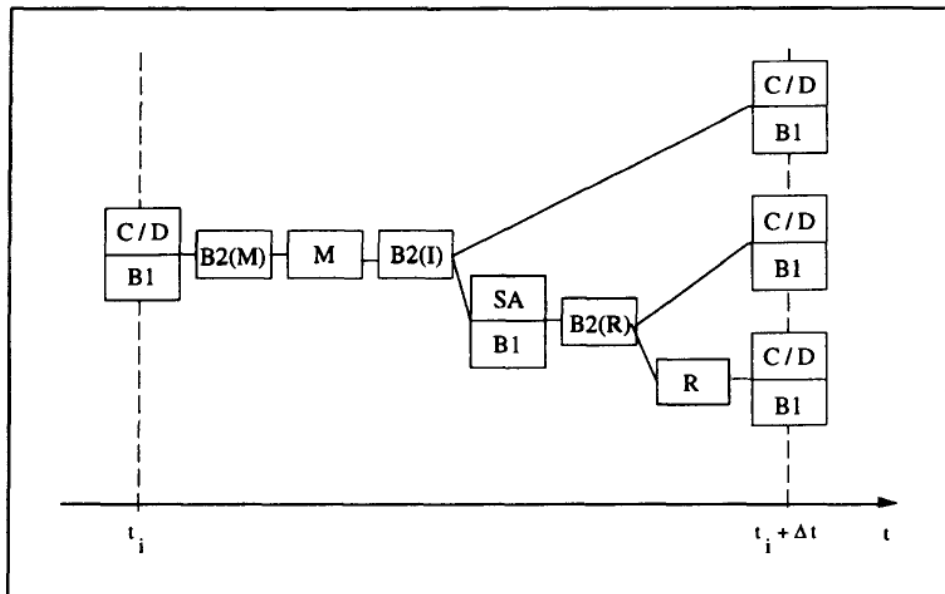 C / D
B1
C / D
B2(M)
M
B2(I)
B1
C / D
B1
SA
B1
B2(R)
C / D
R
B1
t i
t i + Δt
t